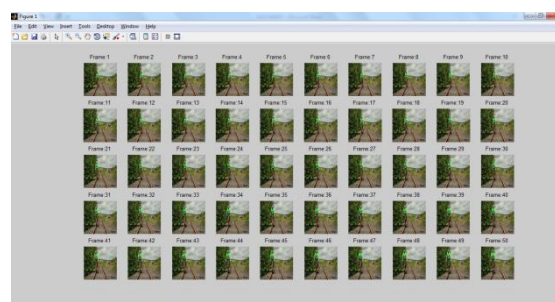 Figure 1
File Edit View Insert Tools Desktop Window Help
Frame:1 Frame:2 Frame:3 Frame:4 Frame:5 Frame:6 Frame:7 Frame:8 Frame:9 Frame:10
Frame:11 Frame:12 Frame:13 Frame:14 Frame:15 Frame:16 Frame:17 Frame:18 Frame:19 Frame:20
Frame:21 Frame:22 Frame:23 Frame:24 Frame:25 Frame:26 Frame:27 Frame:28 Frame:29 Frame:30
Frame:31 Frame:32 Frame:33 Frame:34 Frame:35 Frame:36 Frame:37 Frame:38 Frame:39 Frame:40
Frame:41 Frame:42 Frame:43 Frame:44 Frame:45 Frame:46 Frame:47 Frame:48 Frame:49 Frame:50